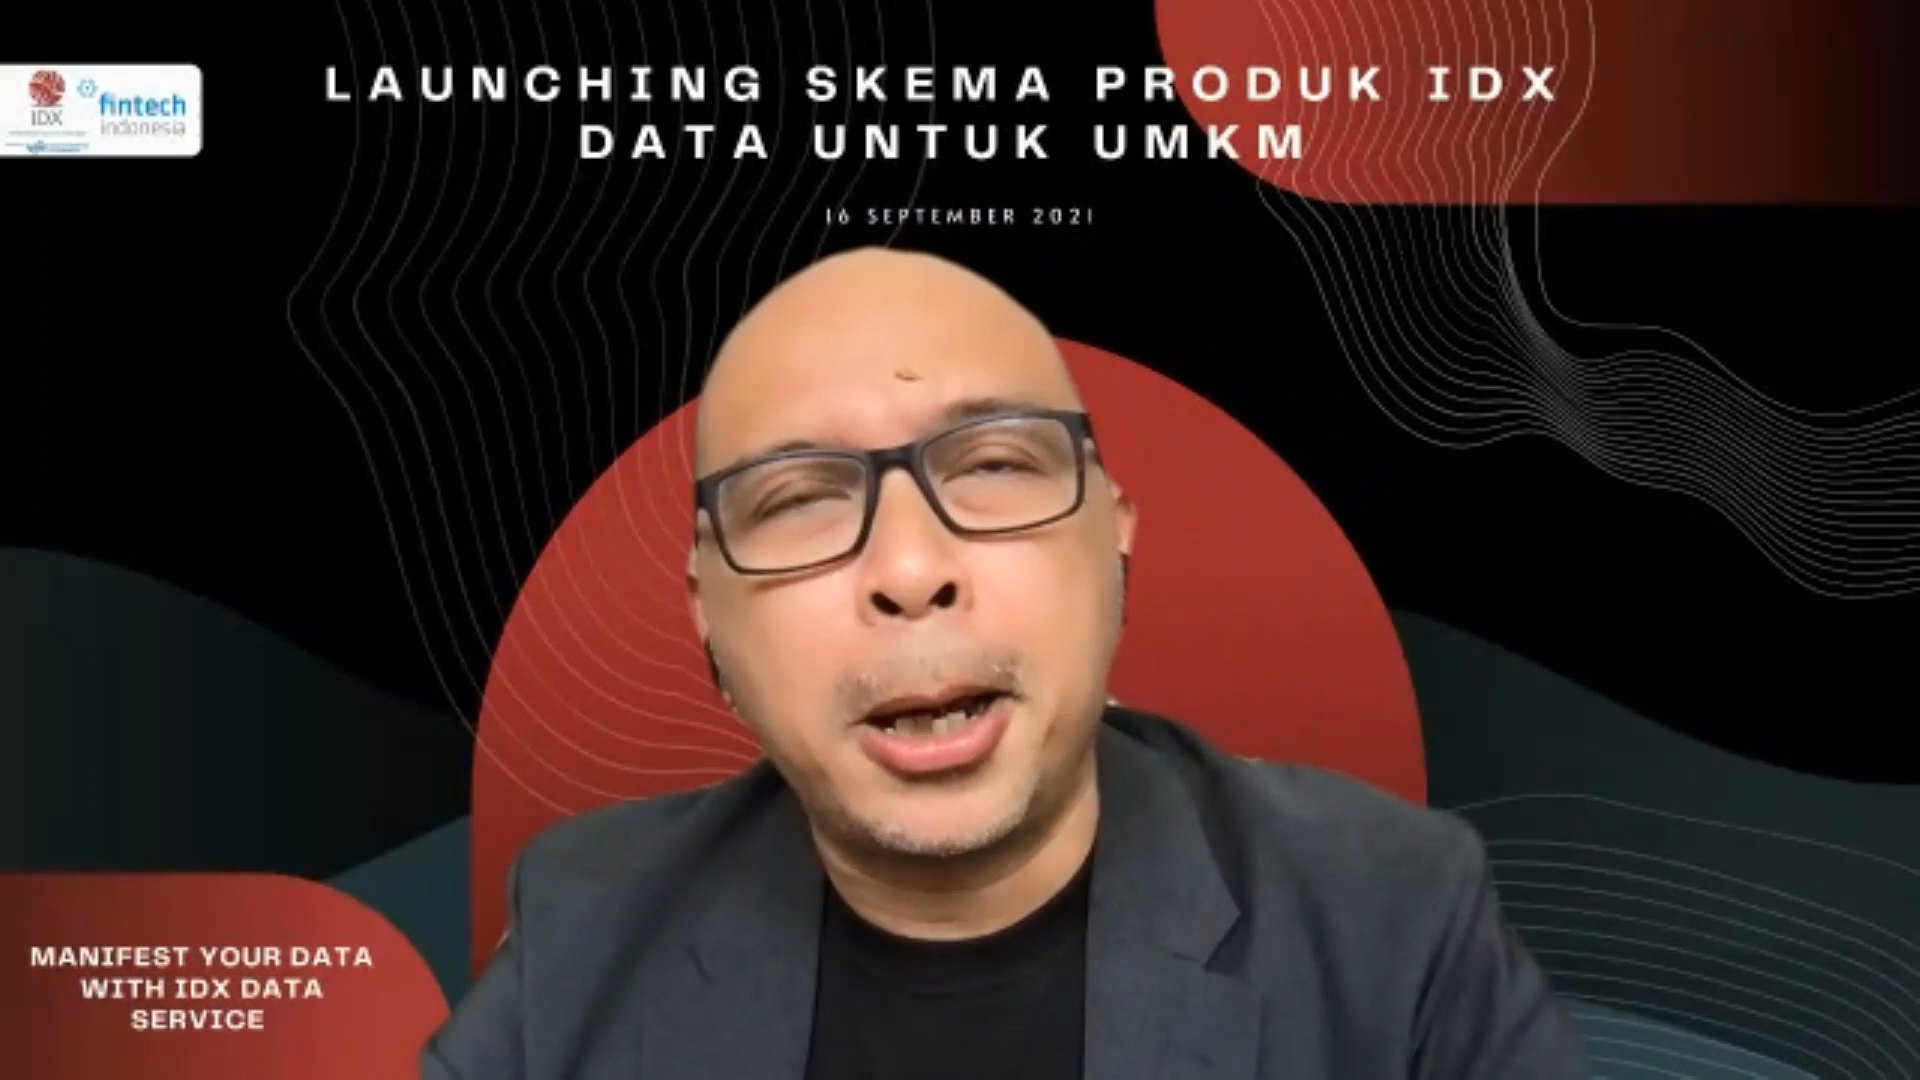 IDX
fintech
indonesia
LAUNCHING SKEMA PRODUK IDX
DATA UNTUK UMKM
16 SEPTEMBER 2021
MANIFEST YOUR DATA
WITH IDX DATA
SERVICE